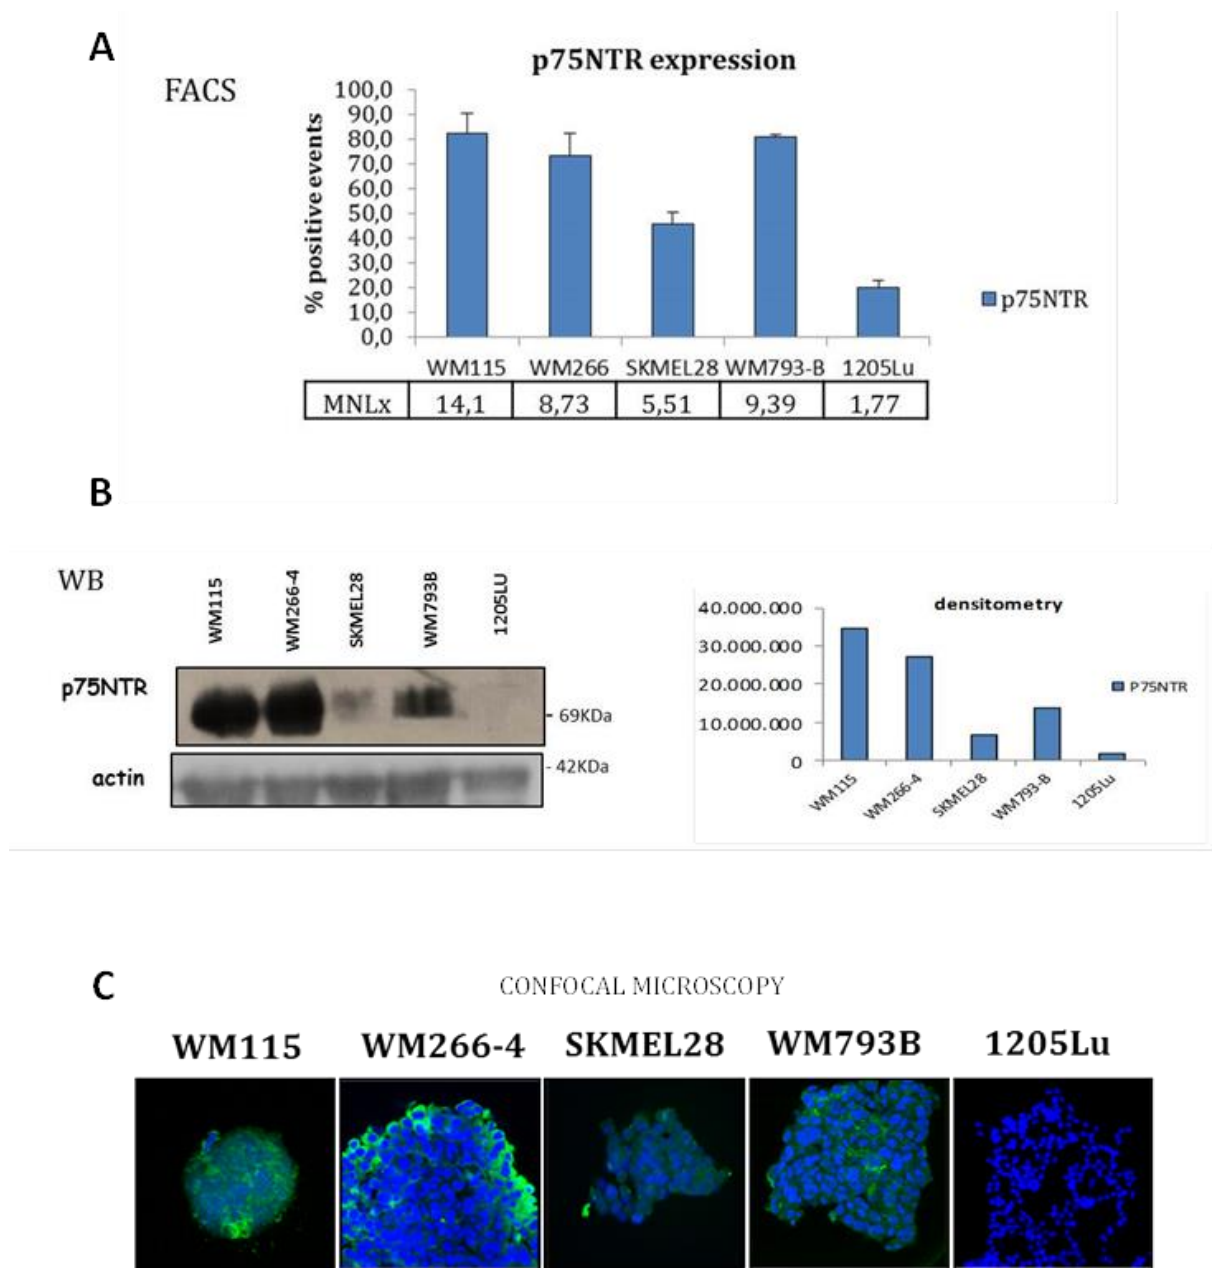 A
p75NTR expression
FACS
% positive events
100,0
90,0
80,0
70,0
60,0
50,0
40,0
30,0
20,0
10,0
0,0
p75NTR
WM115 WM266 SKMEL28 WM793-B 1205Lu
MNLx 14,1 8,73 5,51 9,39 1,77
B
WB
WM115 WM266-4 SKMEL28 WM793B 1205LU
p75NTR
- 69KDa
actin
- 42KDa
densitometry
40.000.000
30.000.000
20.000.000
10.000.000
0
P75NTR
WM115 WM266-4 SKMEL28 WM793-B 1205Lu
C
CONFOCAL MICROSCOPY
WM115 WM266-4 SKMEL28 WM793B 1205Lu